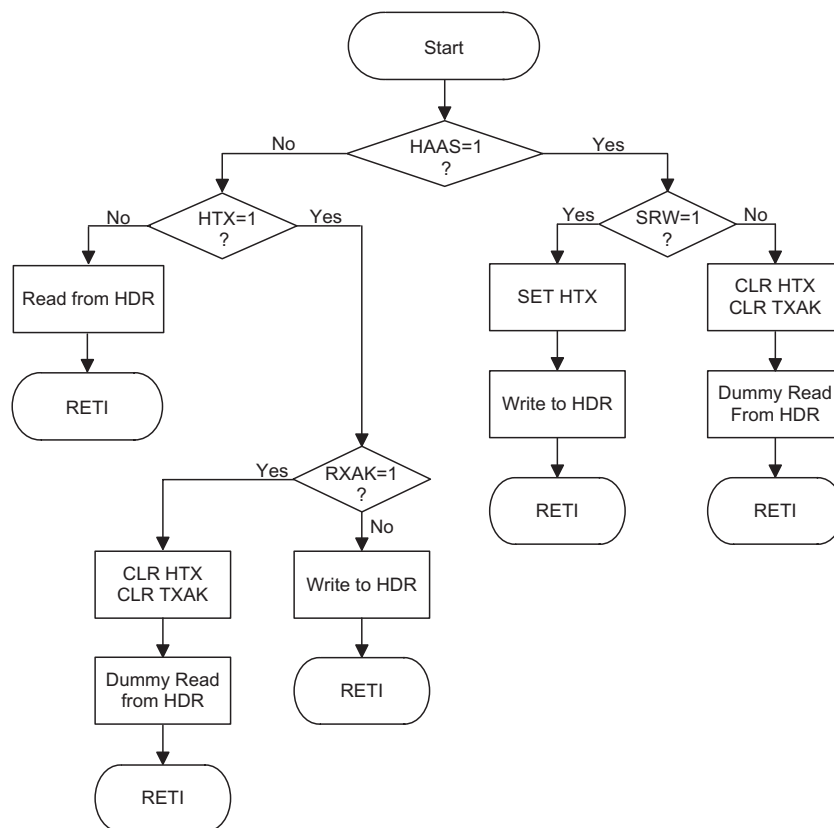 Start
HAAS=1
?
No
Yes
HTX=1
?
No
Yes
SRW=1
?
Yes
No
Read from HDR
SET HTX
CLR HTX
CLR TXAK
RETI
Write to HDR
Dummy Read
From HDR
RXAK=1
?
Yes
No
RETI
RETI
CLR HTX
CLR TXAK
Write to HDR
Dummy Read
from HDR
RETI
RETI